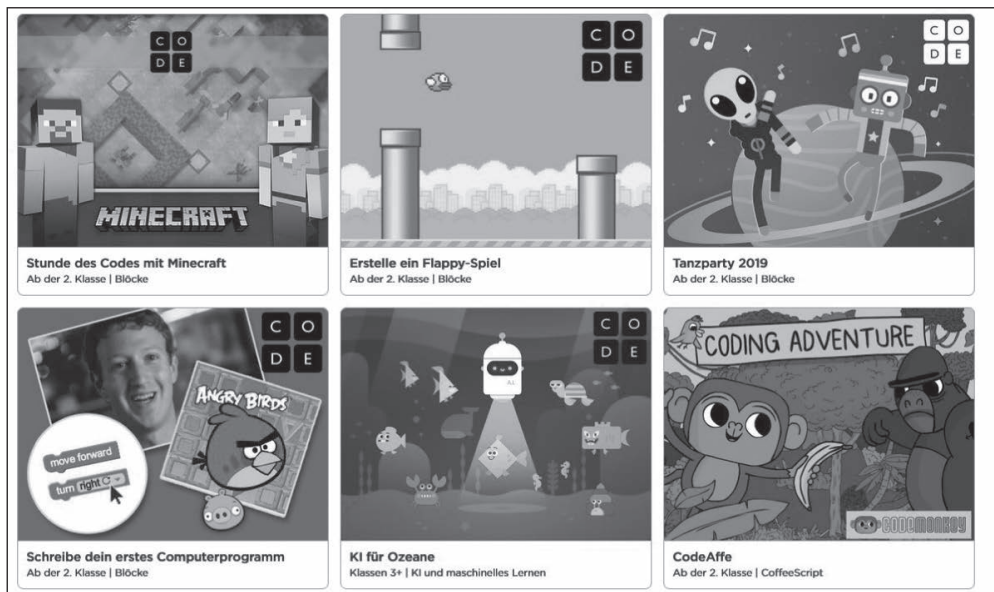 C O
D E
MINECRAFT
Stunde des Codes mit Minecraft
Ab der 2. Klasse | Blöcke
C O
D E
Erstelle ein Flappy-Spiel
Ab der 2. Klasse | Blöcke
C O
D E
Tanzparty 2019
Ab der 2. Klasse | Blöcke
C O
D E
ANGRY BIRDS
move forward
turn right
Schreibe dein erstes Computerprogramm
Ab der 2. Klasse | Blöcke
C O
D E
A.I.
KI für Ozeane
Klassen 3+ | KI und maschinelles Lernen
CODING ADVENTURE
CODEMONKEY
CodeAffe
Ab der 2. Klasse | CoffeeScript